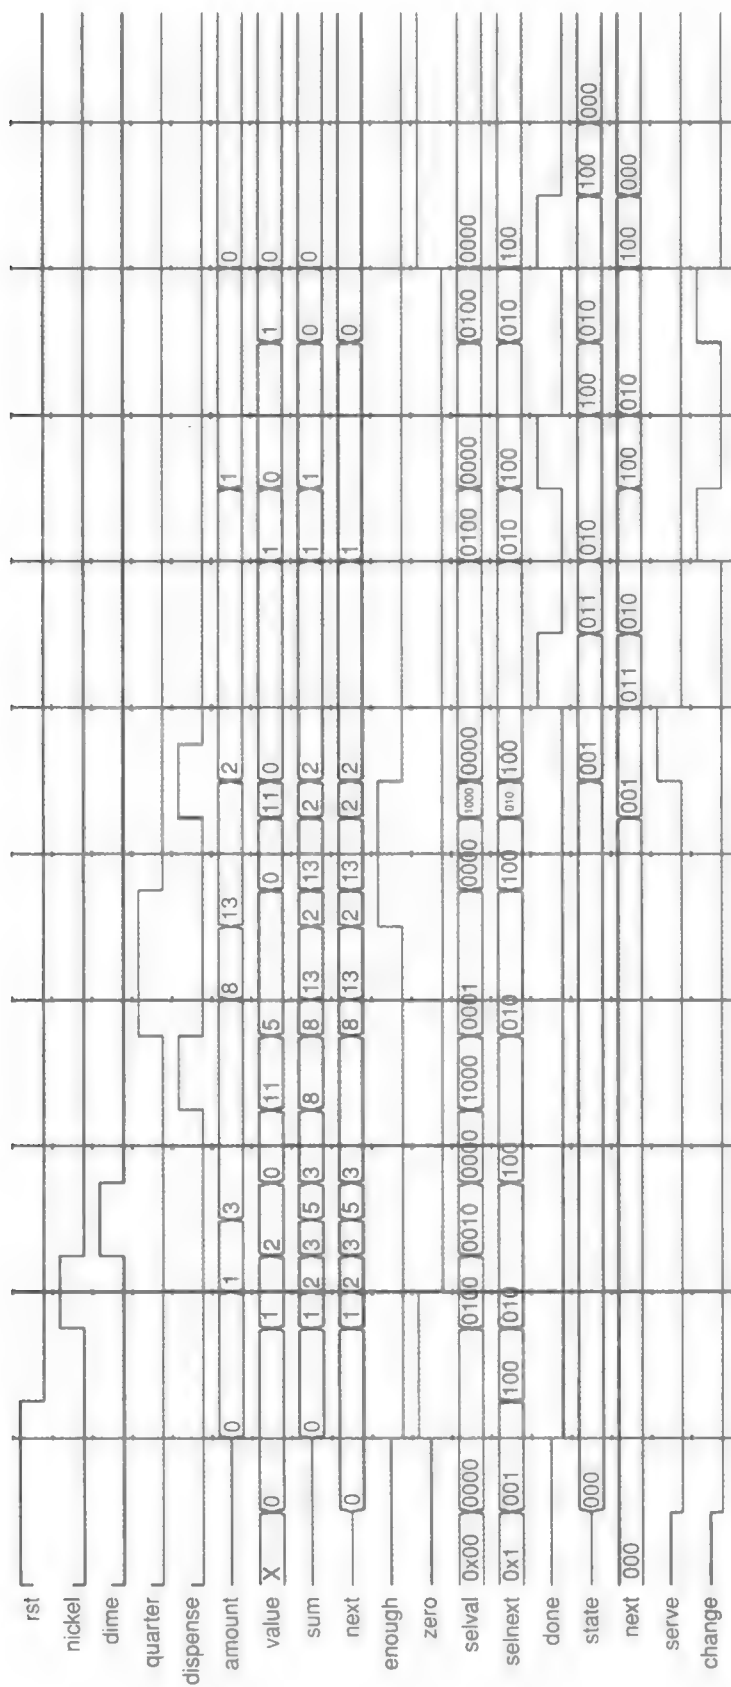 rst
nickel
dime
quarter
dispense
amount 0 1 3 8 13 2 1 0
value X 0 1 2 0 11 5 0 11 0 1 0 1 0
sum 0 1 2 3 5 3 8 8 13 2 13 2 2 1 1 0 0
next 0 1 2 3 5 3 8 13 2 13 2 2 1 0
enough
zero
selval 0x00 0000 0100 0010 0000 1000 0001 0000 1000 0000 0100 0000 0100 0000
selnext 0x1 001 100 010 100 010 100 010 100 010 100 010 100
done
state 000 001 011 010 100 010 100 000
next 000 001 011 010 100 010 100 000
serve
change